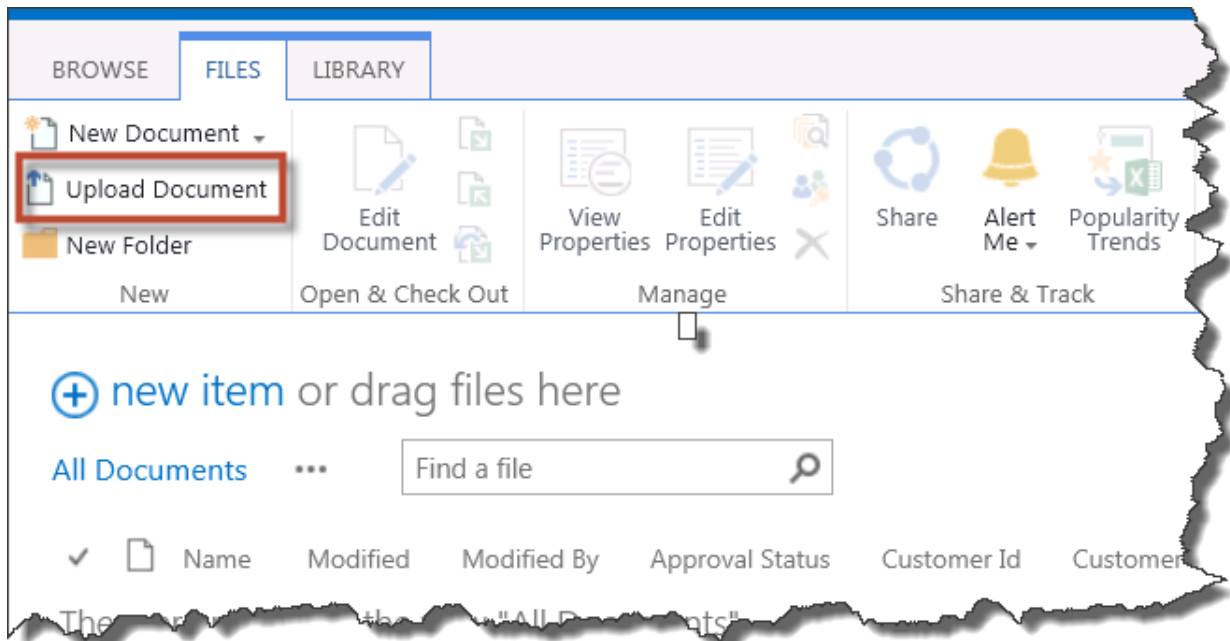 BROWSE FILES LIBRARY
New Document
Upload Document
New Folder
New
Edit
Document
Open & Check Out
View
Properties
Edit
Properties
Manage
Share
Alert
Me
Popularity
Trends
Share & Track
new item or drag files here
All Documents ... Find a file
Name Modified Modified By Approval Status Customer Id Customer
"All Documents"